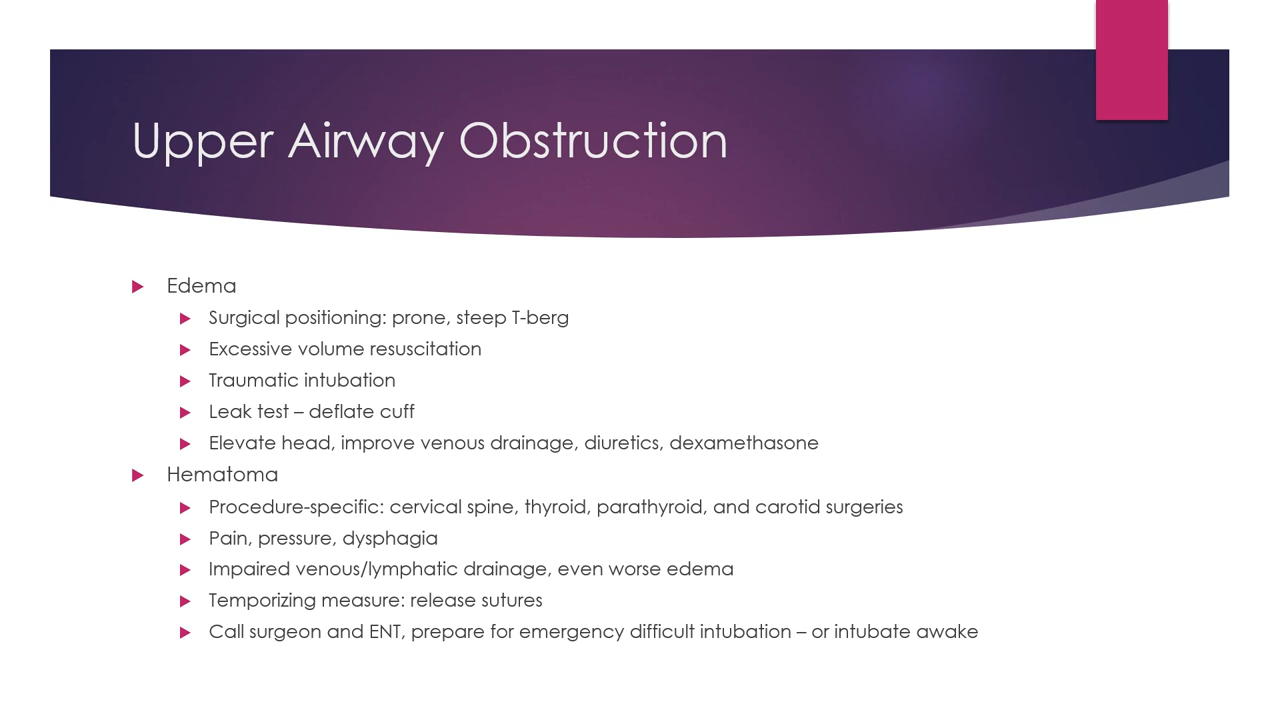 Upper Airway Obstruction
Edema
Surgical positioning: prone, steep T-berg
Excessive volume resuscitation
Traumatic intubation
Leak test – deflate cuff
Elevate head, improve venous drainage, diuretics, dexamethasone
Hematoma
Procedure-specific: cervical spine, thyroid, parathyroid, and carotid surgeries
Pain, pressure, dysphagia
Impaired venous/lymphatic drainage, even worse edema
Temporizing measure: release sutures
Call surgeon and ENT, prepare for emergency difficult intubation – or intubate awake